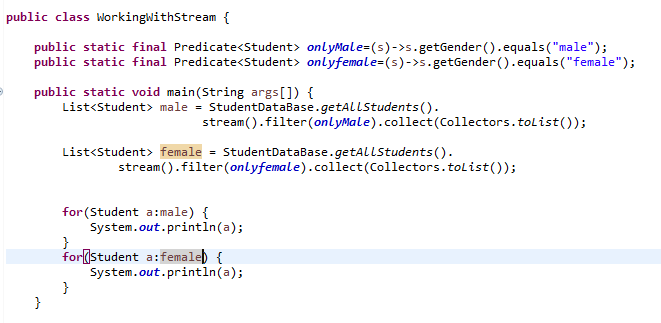 public class WorkingWithStream {
public static final Predicate<Student> onlyMale=(s)->s.getGender().equals("male");
public static final Predicate<Student> onlyfemale=(s)->s.getGender().equals("female");
public static void main(String args[]) {
List<Student> male = StudentDataBase.getAllStudents().
stream().filter(onlyMale).collect(Collectors.toList());
List<Student> female = StudentDataBase.getAllStudents().
stream().filter(onlyfemale).collect(Collectors.toList());
for(Student a:male) {
System.out.println(a);
}
for(Student a:female) {
System.out.println(a);
}
}